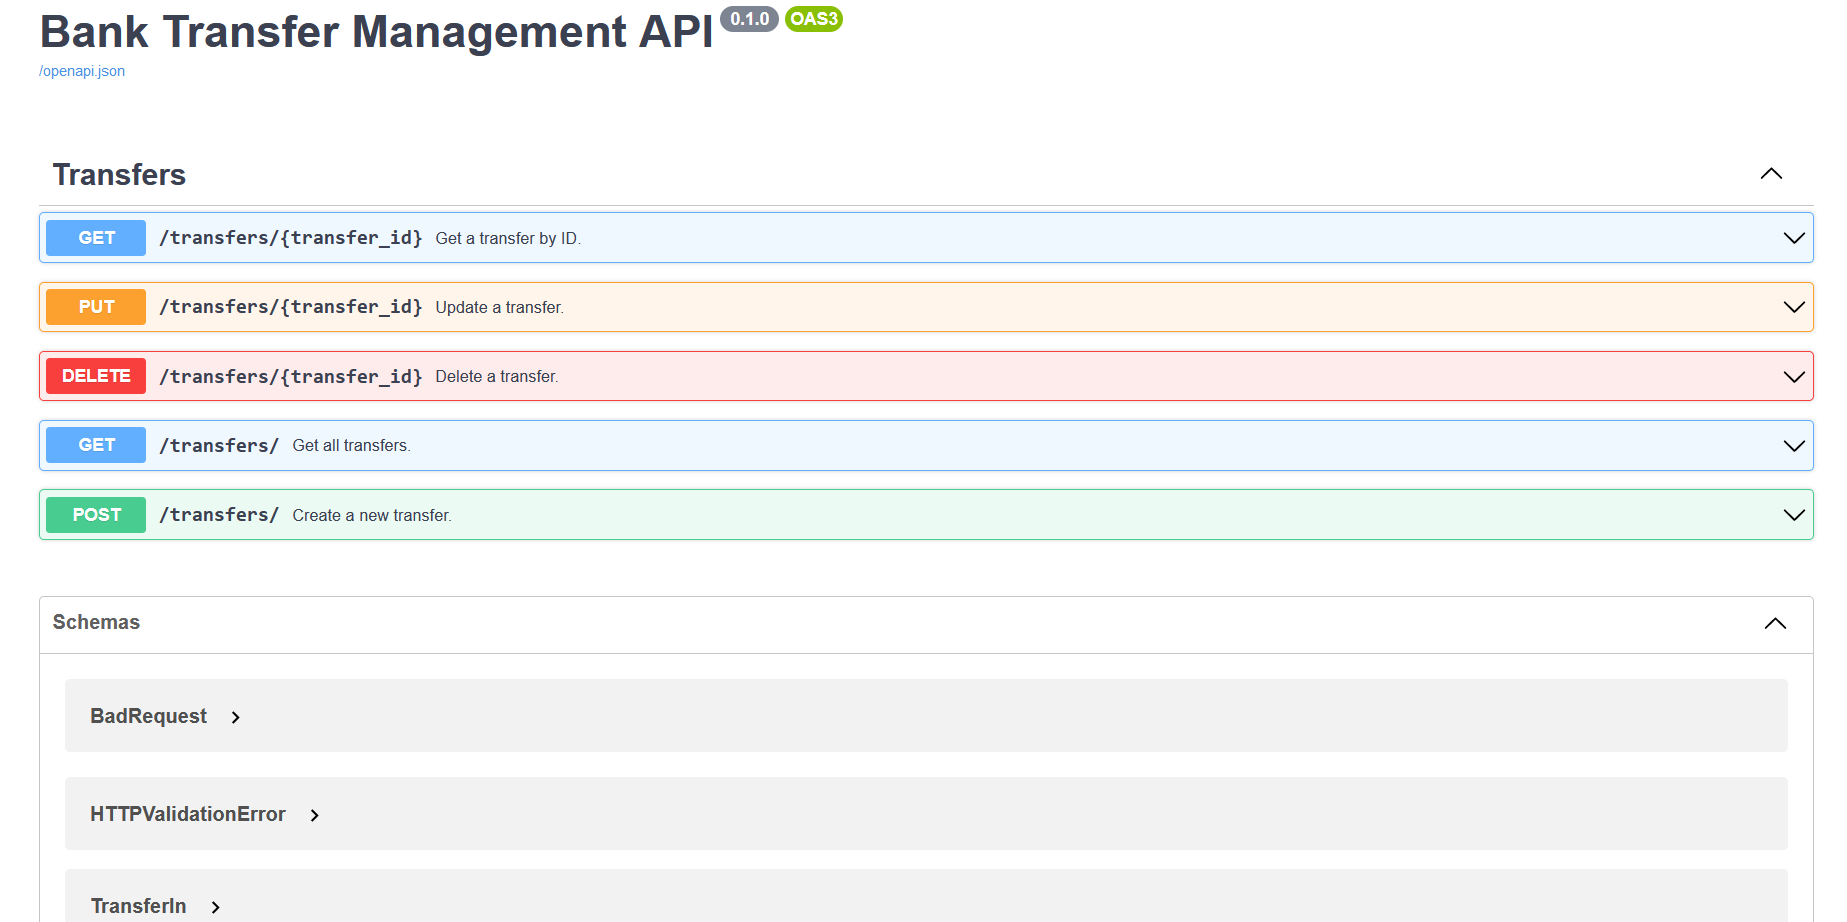 Bank Transfer Management API 0.1.0 OAS3
/openapi.json
Transfers
GET /transfers/{transfer_id} Get a transfer by ID.
PUT /transfers/{transfer_id} Update a transfer.
DELETE /transfers/{transfer_id} Delete a transfer.
GET /transfers/ Get all transfers.
POST /transfers/ Create a new transfer.
Schemas
BadRequest
HTTPValidationError
TransferIn